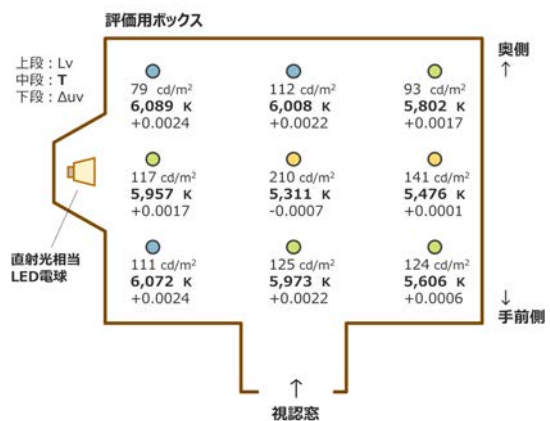 評価用ボックス
上段:Lv
中段:T
下段:Δuv
奥側
↑
79 cd/m²
6,089 K
+0.0024
112 cd/m²
6,008 K
+0.0022
93 cd/m²
5,802 K
+0.0017
117 cd/m²
5,957 K
+0.0017
210 cd/m²
5,311 K
-0.0007
141 cd/m²
5,476 K
+0.0001
直射光相当
LED電球
111 cd/m²
6,072 K
+0.0024
125 cd/m²
5,973 K
+0.0022
124 cd/m²
5,606 K
+0.0006
↓
手前側
↑
視認窓